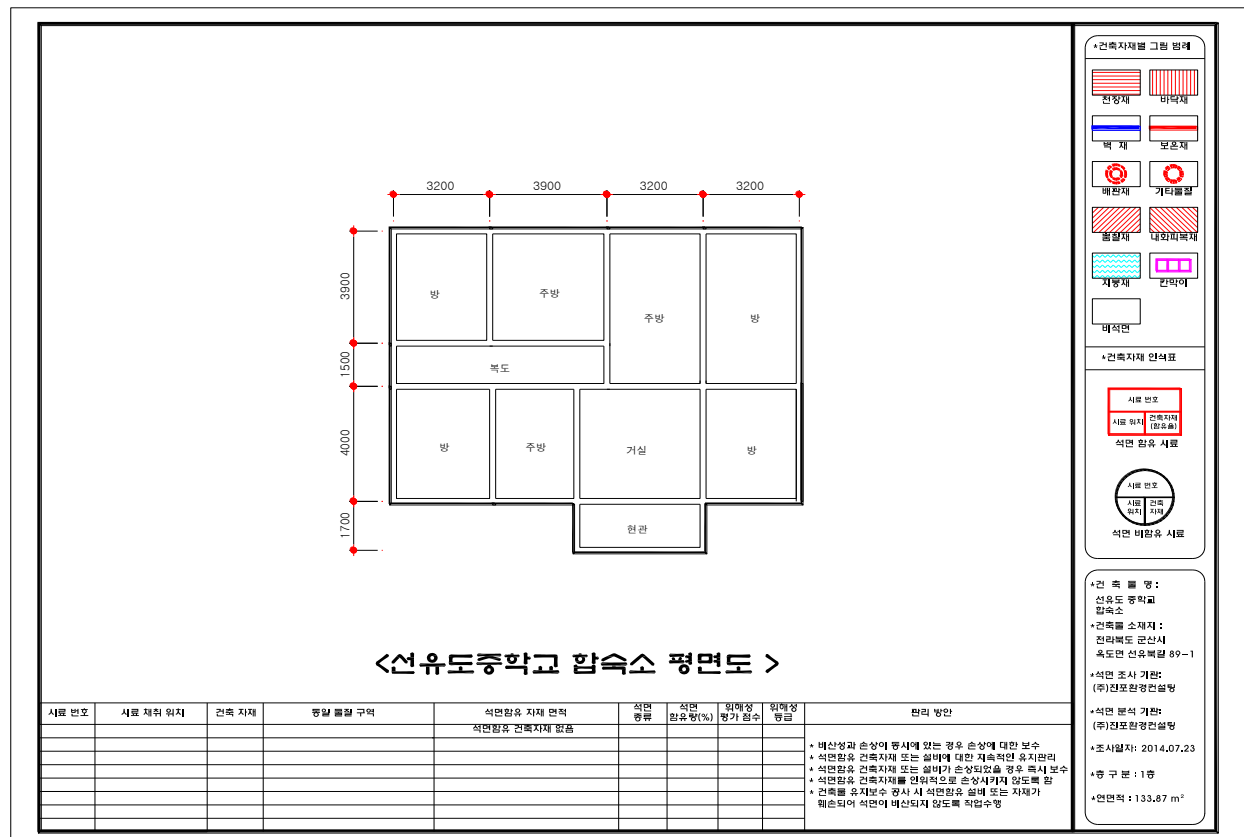 3200
3900
3200
3200
3900
1500
4000
1700
방
주방
주방
방
복도
방
주방
거실
방
현관
<선유도중학교 합숙소 평면도 >
시료 번호
시료 채취 위치
건축 자재
동일 물질 구역
석면함유 자재 면적
석면
종류
석면
함유량(%)
위해성
평가 점수
위해성
등급
관리 방안
석면함유 건축자재 없음
* 비산성과 손상이 동시에 있는 경우 손상에 대한 보수
* 석면함유 건축자재 또는 설비에 대한 지속적인 유지관리
* 석면함유 건축자재 또는 설비가 손상되었을 경우 즉시 보수
* 석면함유 건축자재를 인위적으로 손상시키지 않도록 함
* 건축물 유지보수 공사 시 석면함유 설비 또는 자재가
훼손되어 석면이 비산되지 않도록 작업수행
*건축자재별 그림 범례
천장재
바닥재
벽 재
보온재
배관재
기타물질
뿜칠재
내화피복재
지붕재
칸막이
비석면
*건축자재 인식표
시료 번호
시료 위치
건축자재
(함유율)
석면 함유 시료
시료 번호
시료
위치
건축
자재
석면 비함유 시료
*건 축 물 명 :
선유도 중학교
합숙소
*건축물 소재지 :
전라북도 군산시
옥도면 선유북길 89-1
*석면 조사 기관:
(주)진포환경컨설팅
*석면 분석 기관:
(주)진포환경컨설팅
*조사일자: 2014.07.23
*층 구 분 : 1층
*연면적 : 133.87 m²